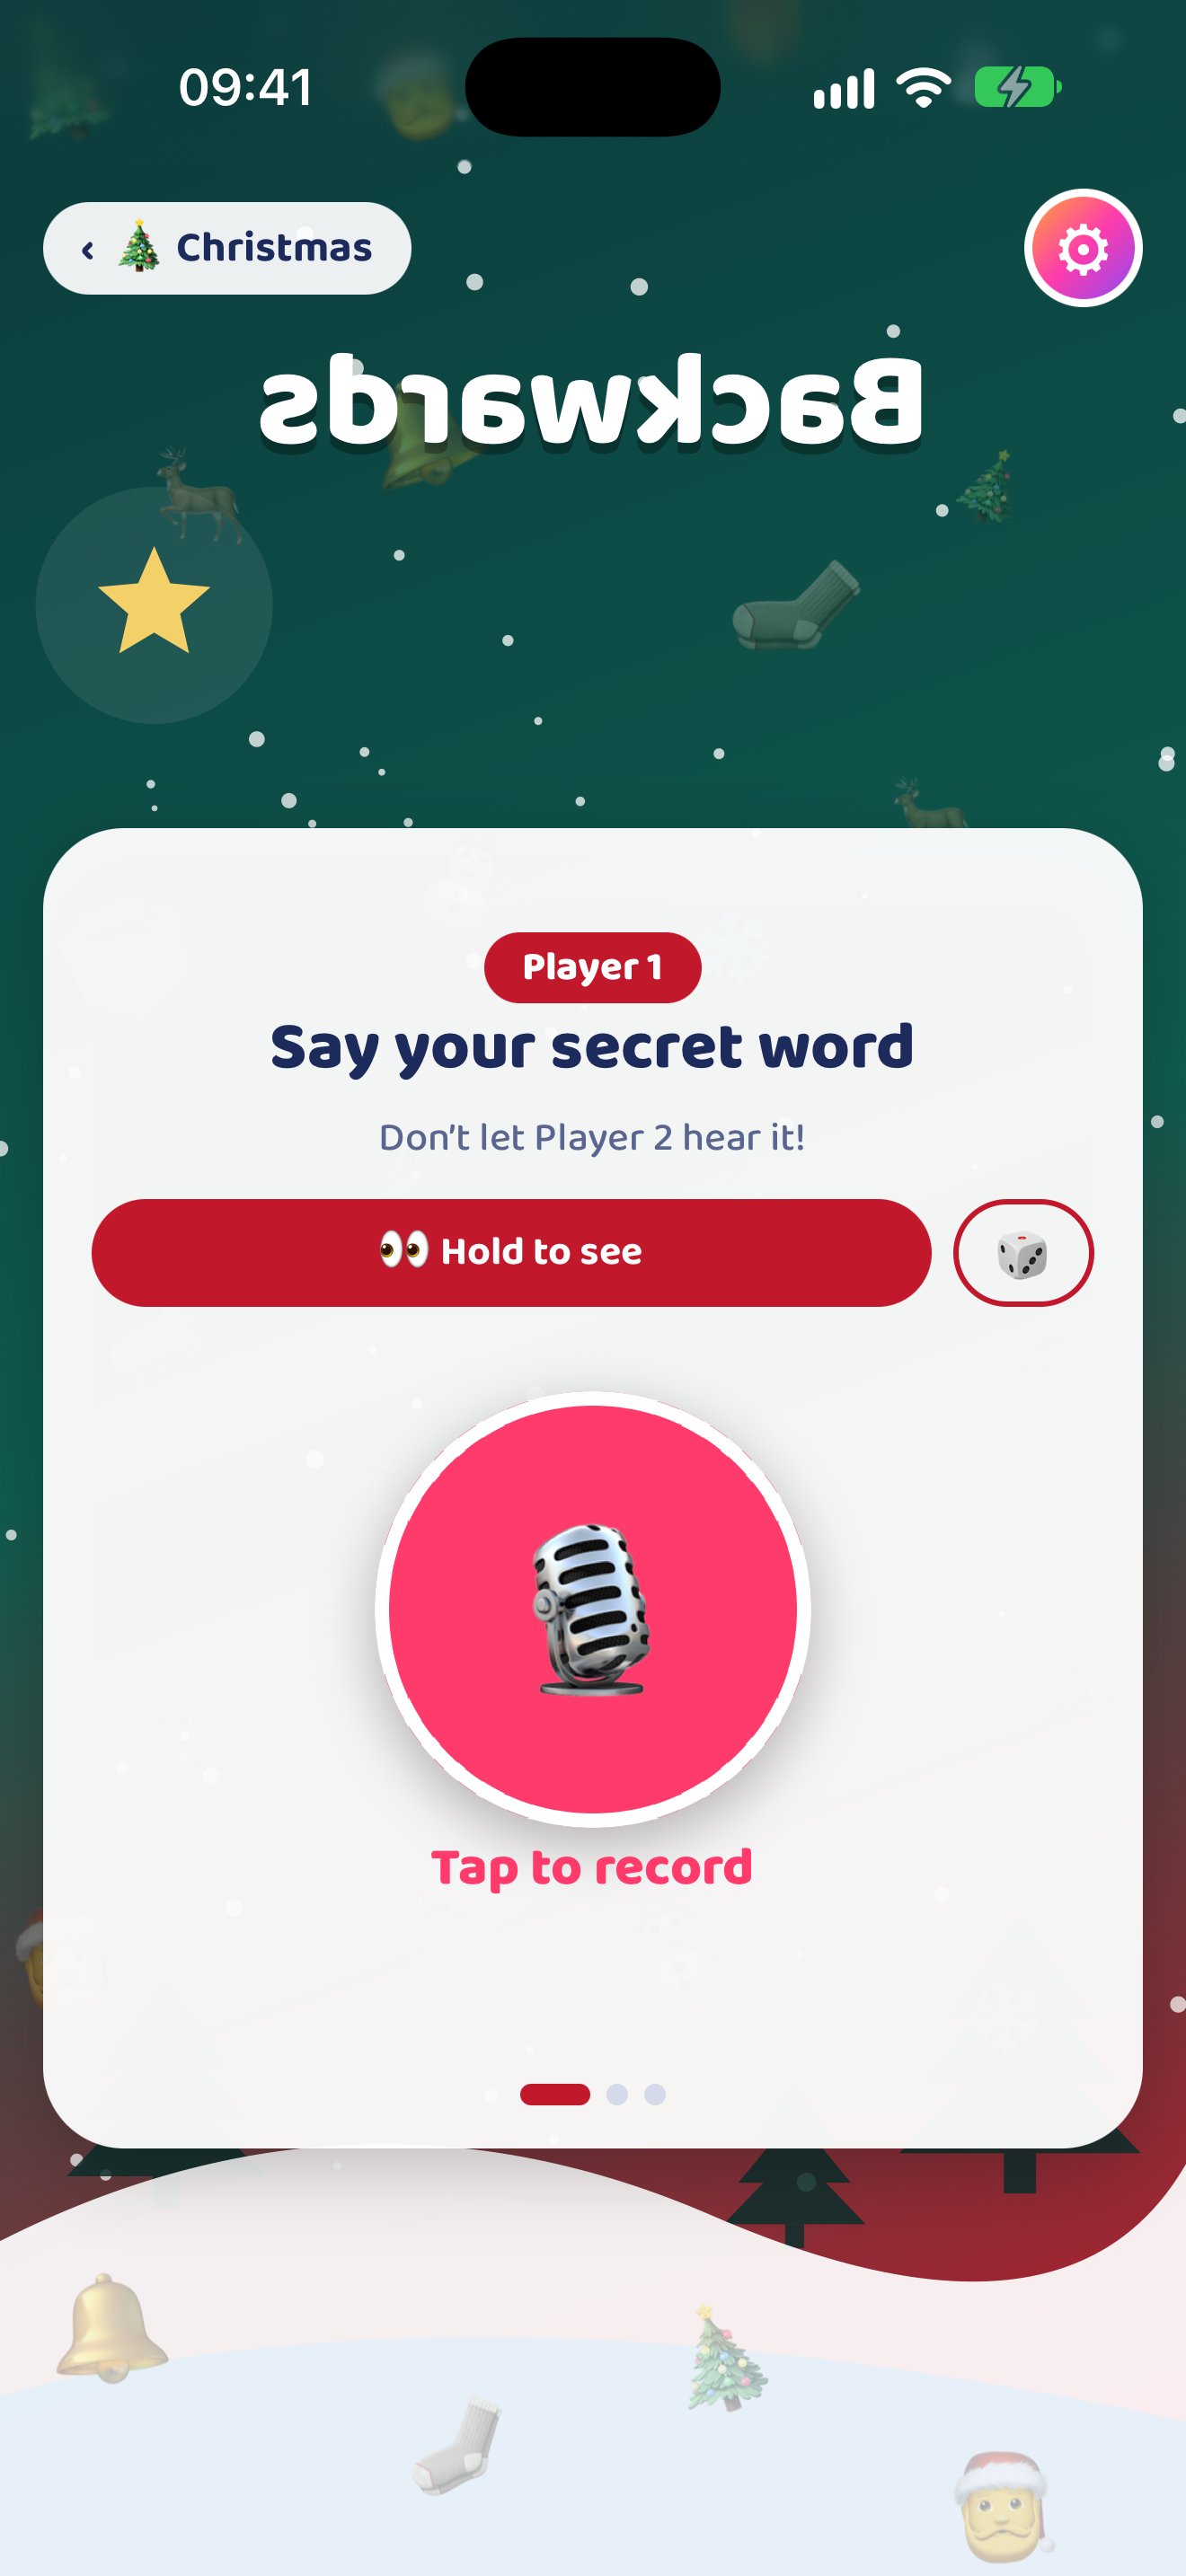 09:41
‹ 🎄 Christmas
Backwards
Player 1
Say your secret word
Don't let Player 2 hear it!
👀 Hold to see
Tap to record